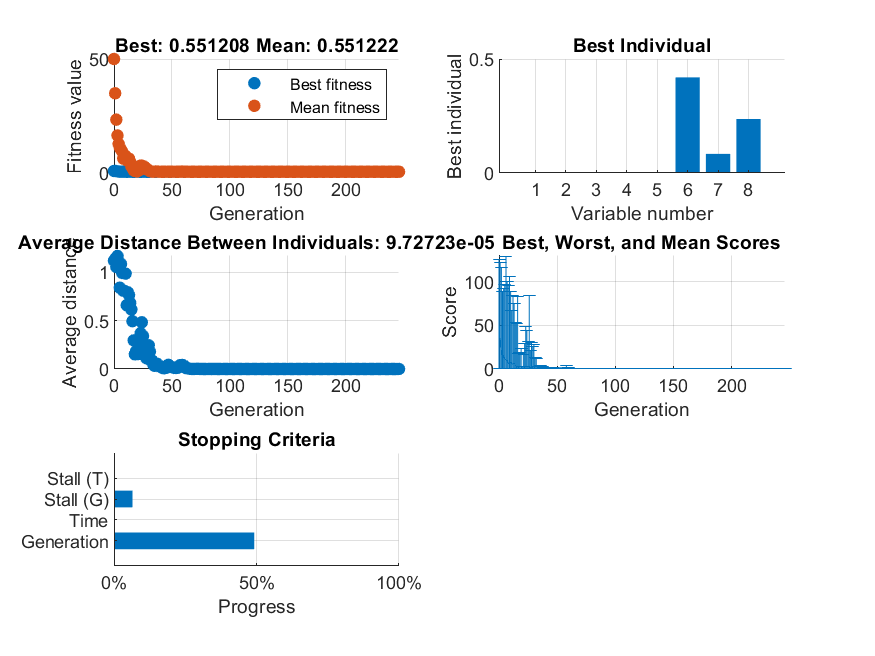 Best: 0.551208 Mean: 0.551222
Fitness value
50
0
Best fitness
Mean fitness
0 50 100 150 200
Generation
Best Individual
Best individual
0.5
0
1 2 3 4 5 6 7 8
Variable number
Average Distance Between Individuals: 9.72723e-05
Average distance
1
0.5
0
0 50 100 150 200
Generation
Best, Worst, and Mean Scores
Score
100
50
0
0 50 100 150 200
Generation
Stopping Criteria
Stall (T)
Stall (G)
Time
Generation
0% 50% 100%
Progress